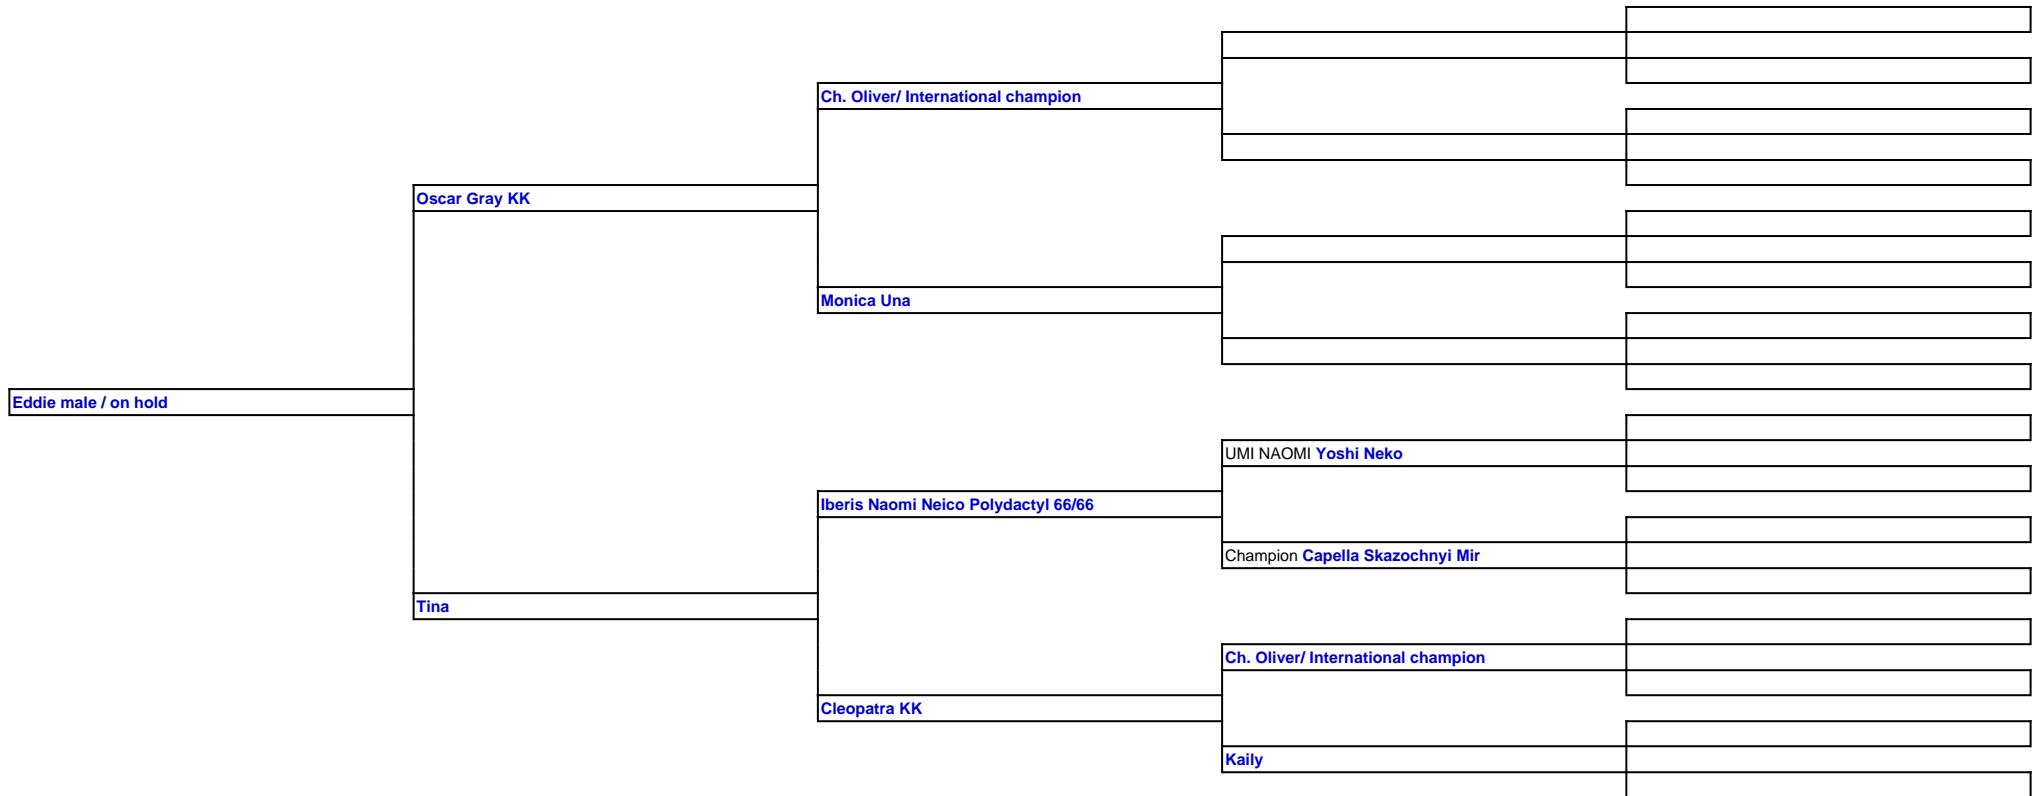 Ch. Oliver/ International champion
Oscar Gray KK
Monica Una
Eddie male / on hold
UMI NAOMI Yoshi Neko
Iberis Naomi Neico Polydactyl 66/66
Champion Capella Skazochnyi Mir
Tina
Ch. Oliver/ International champion
Cleopatra KK
Kaily